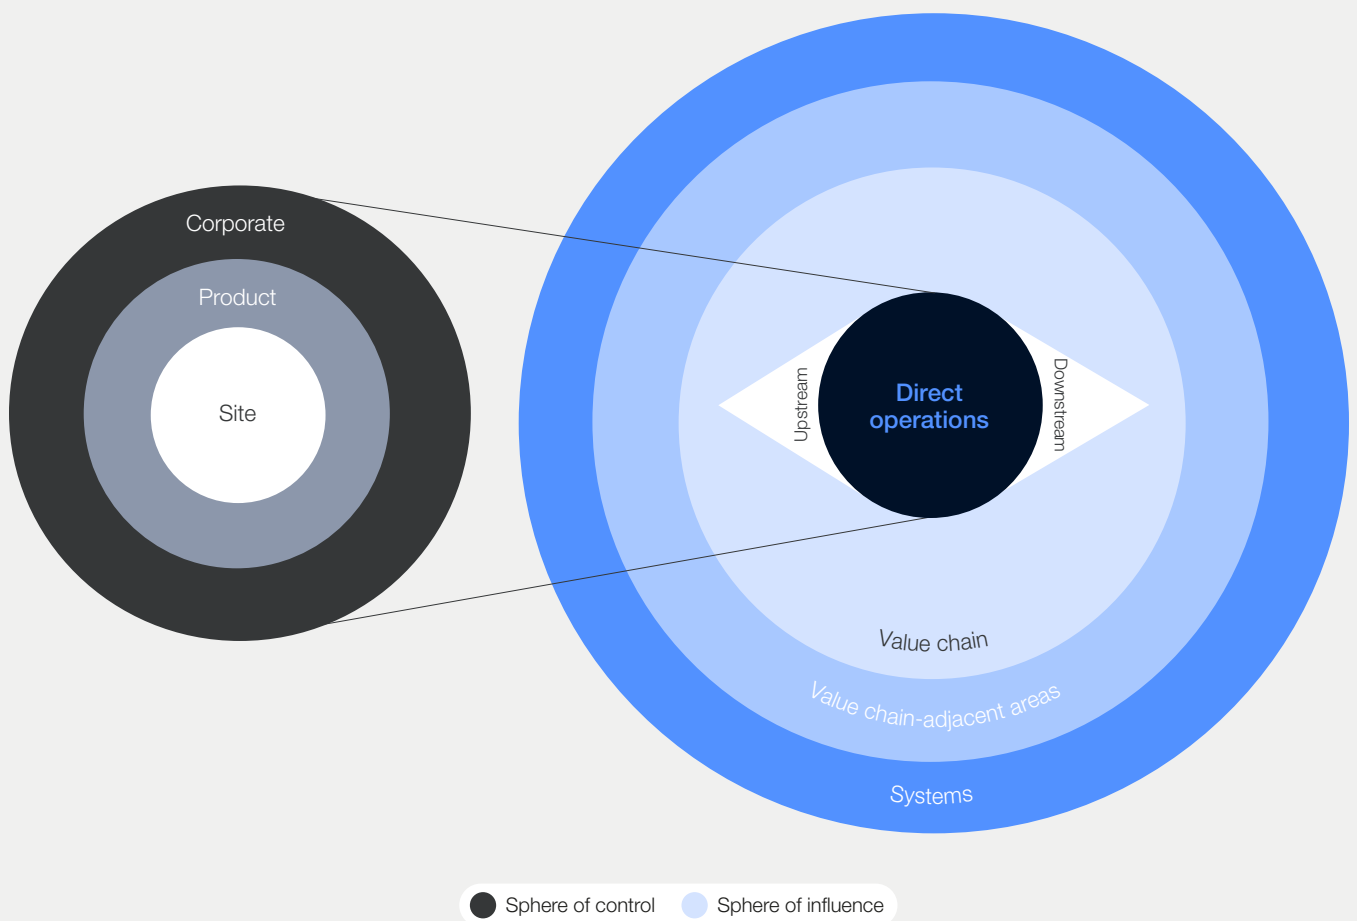 Corporate
Product
Site
Upstream
Direct
operations
Downstream
Value chain
Value chain-adjacent areas
Systems
Sphere of control
Sphere of influence